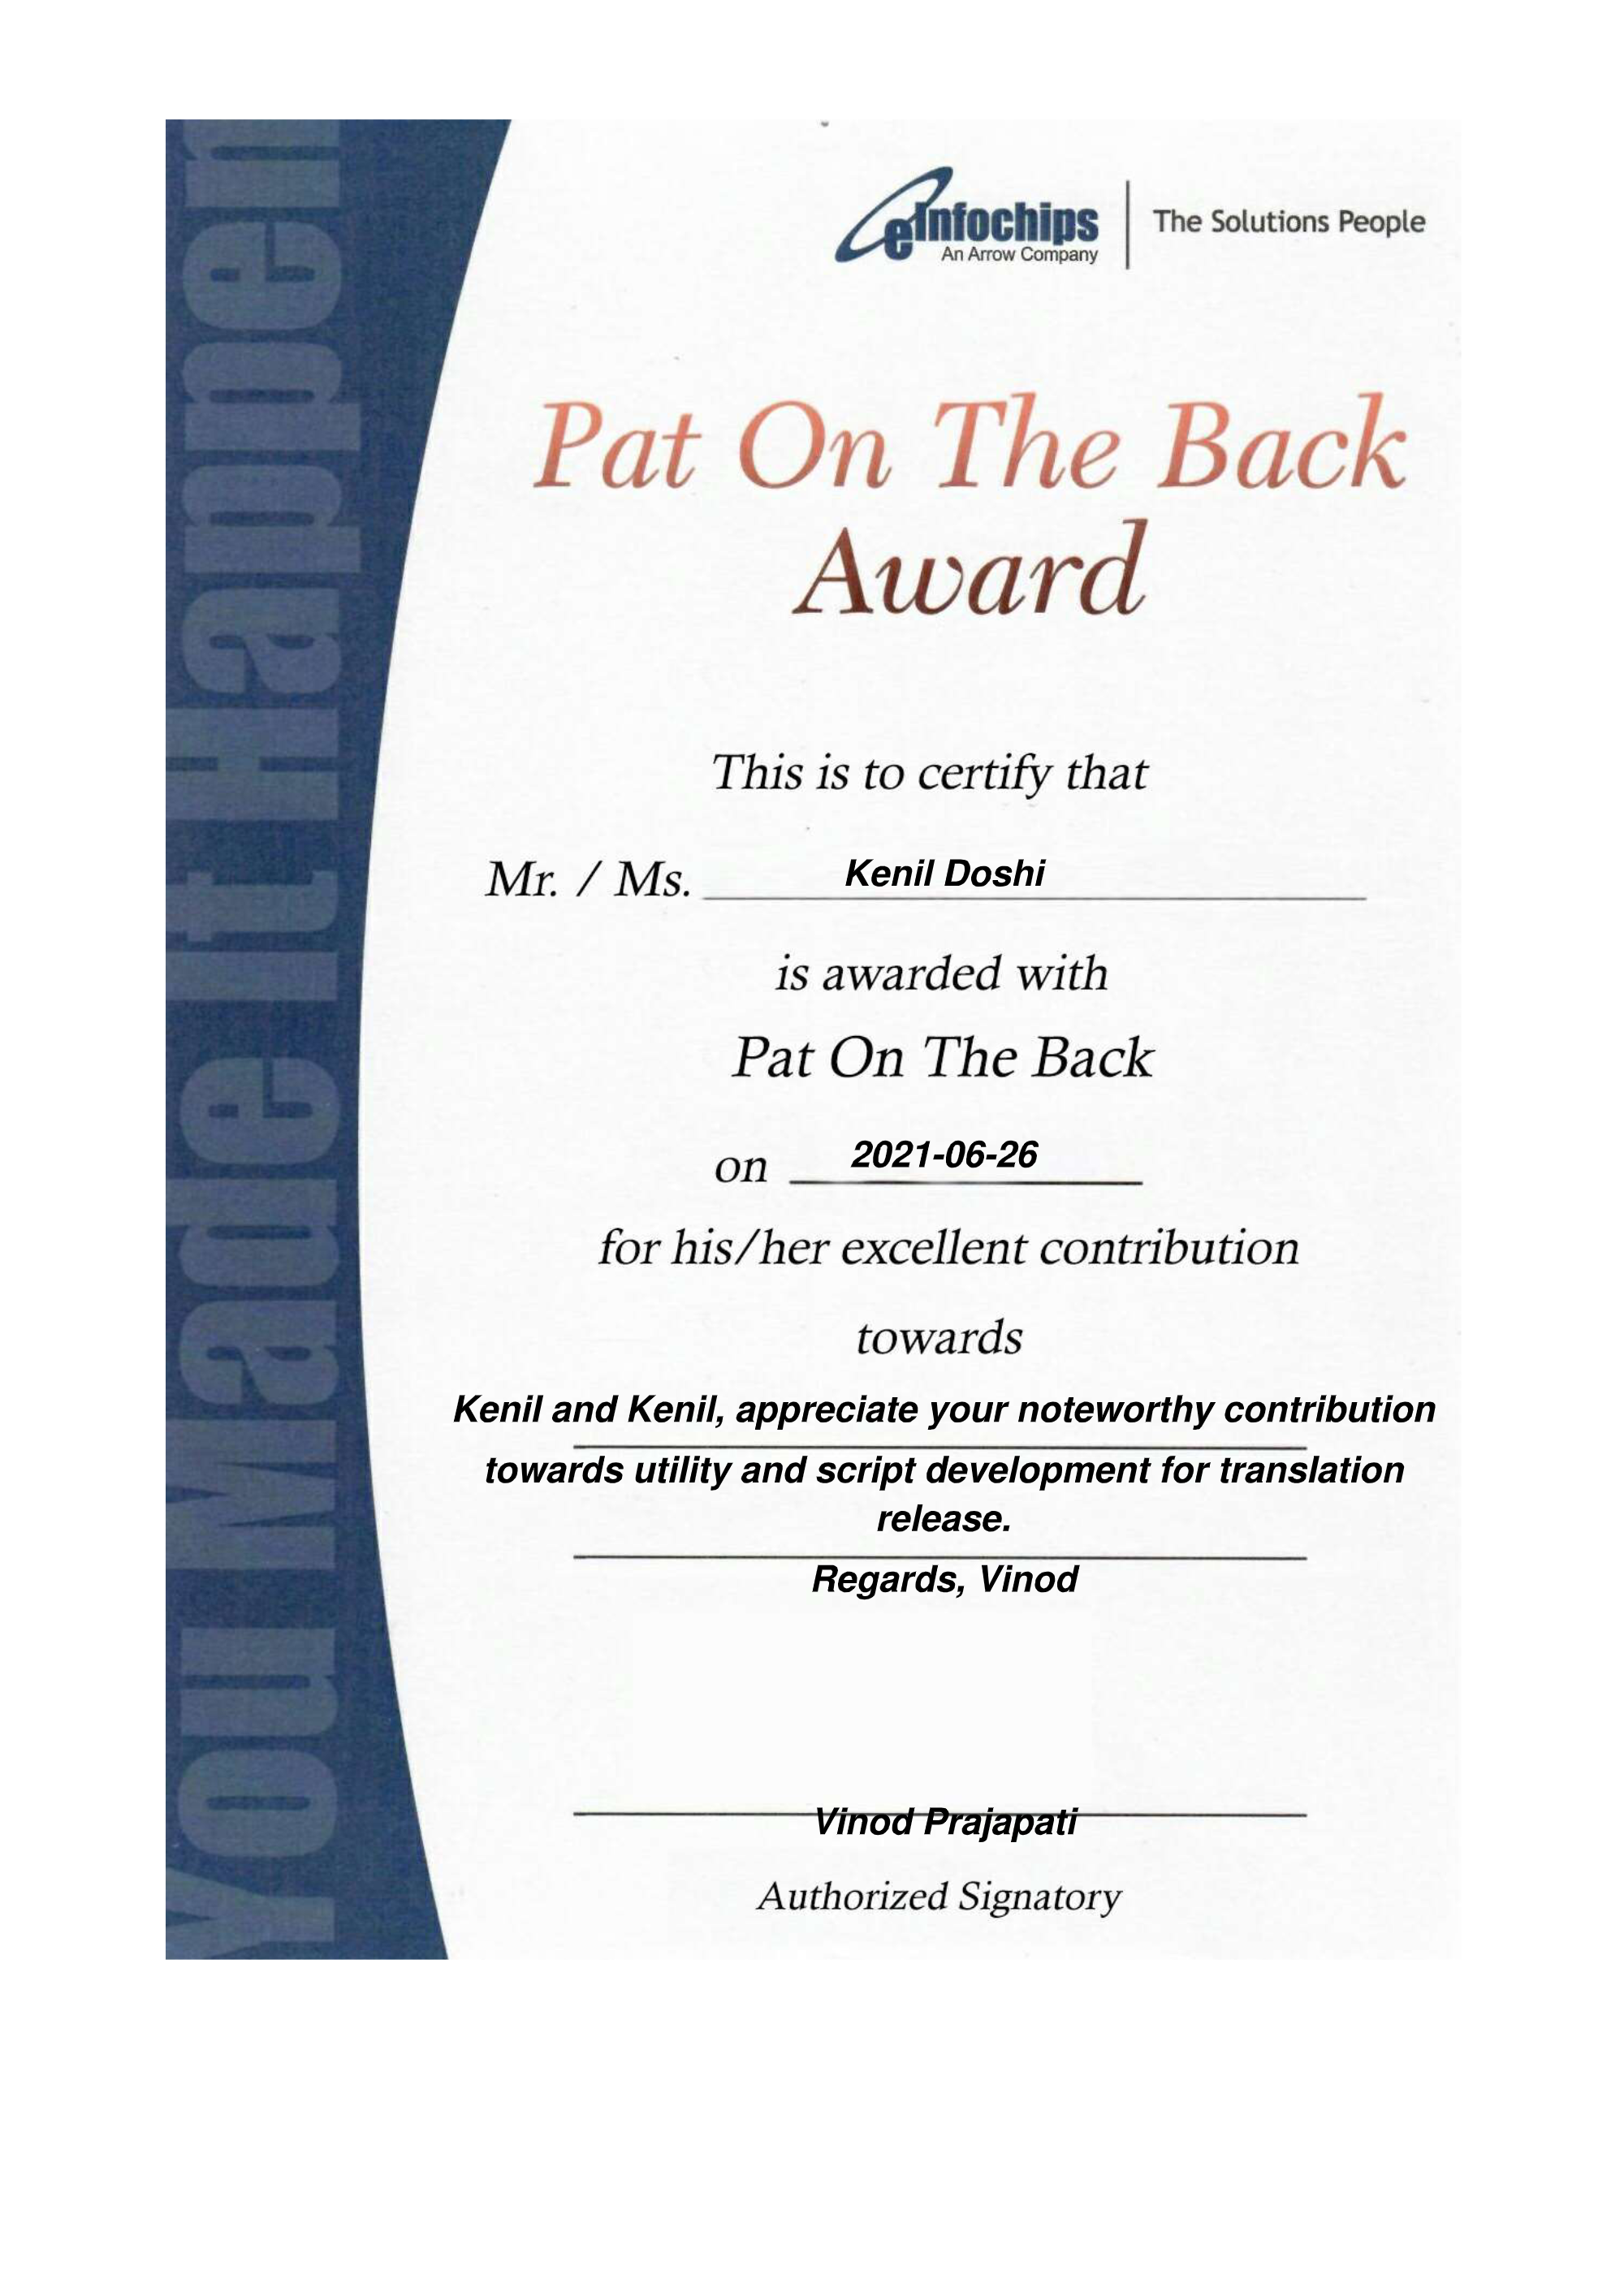 eInfochips
An Arrow Company
The Solutions People
Pat On The Back
Award
This is to certify that
Mr. / Ms. Kenil Doshi
is awarded with
Pat On The Back
on 2021-06-26
for his/her excellent contribution
towards
Kenil and Kenil, appreciate your noteworthy contribution
towards utility and script development for translation
release.
Regards, Vinod
Vinod Prajapati
Authorized Signatory
You Made It Happen